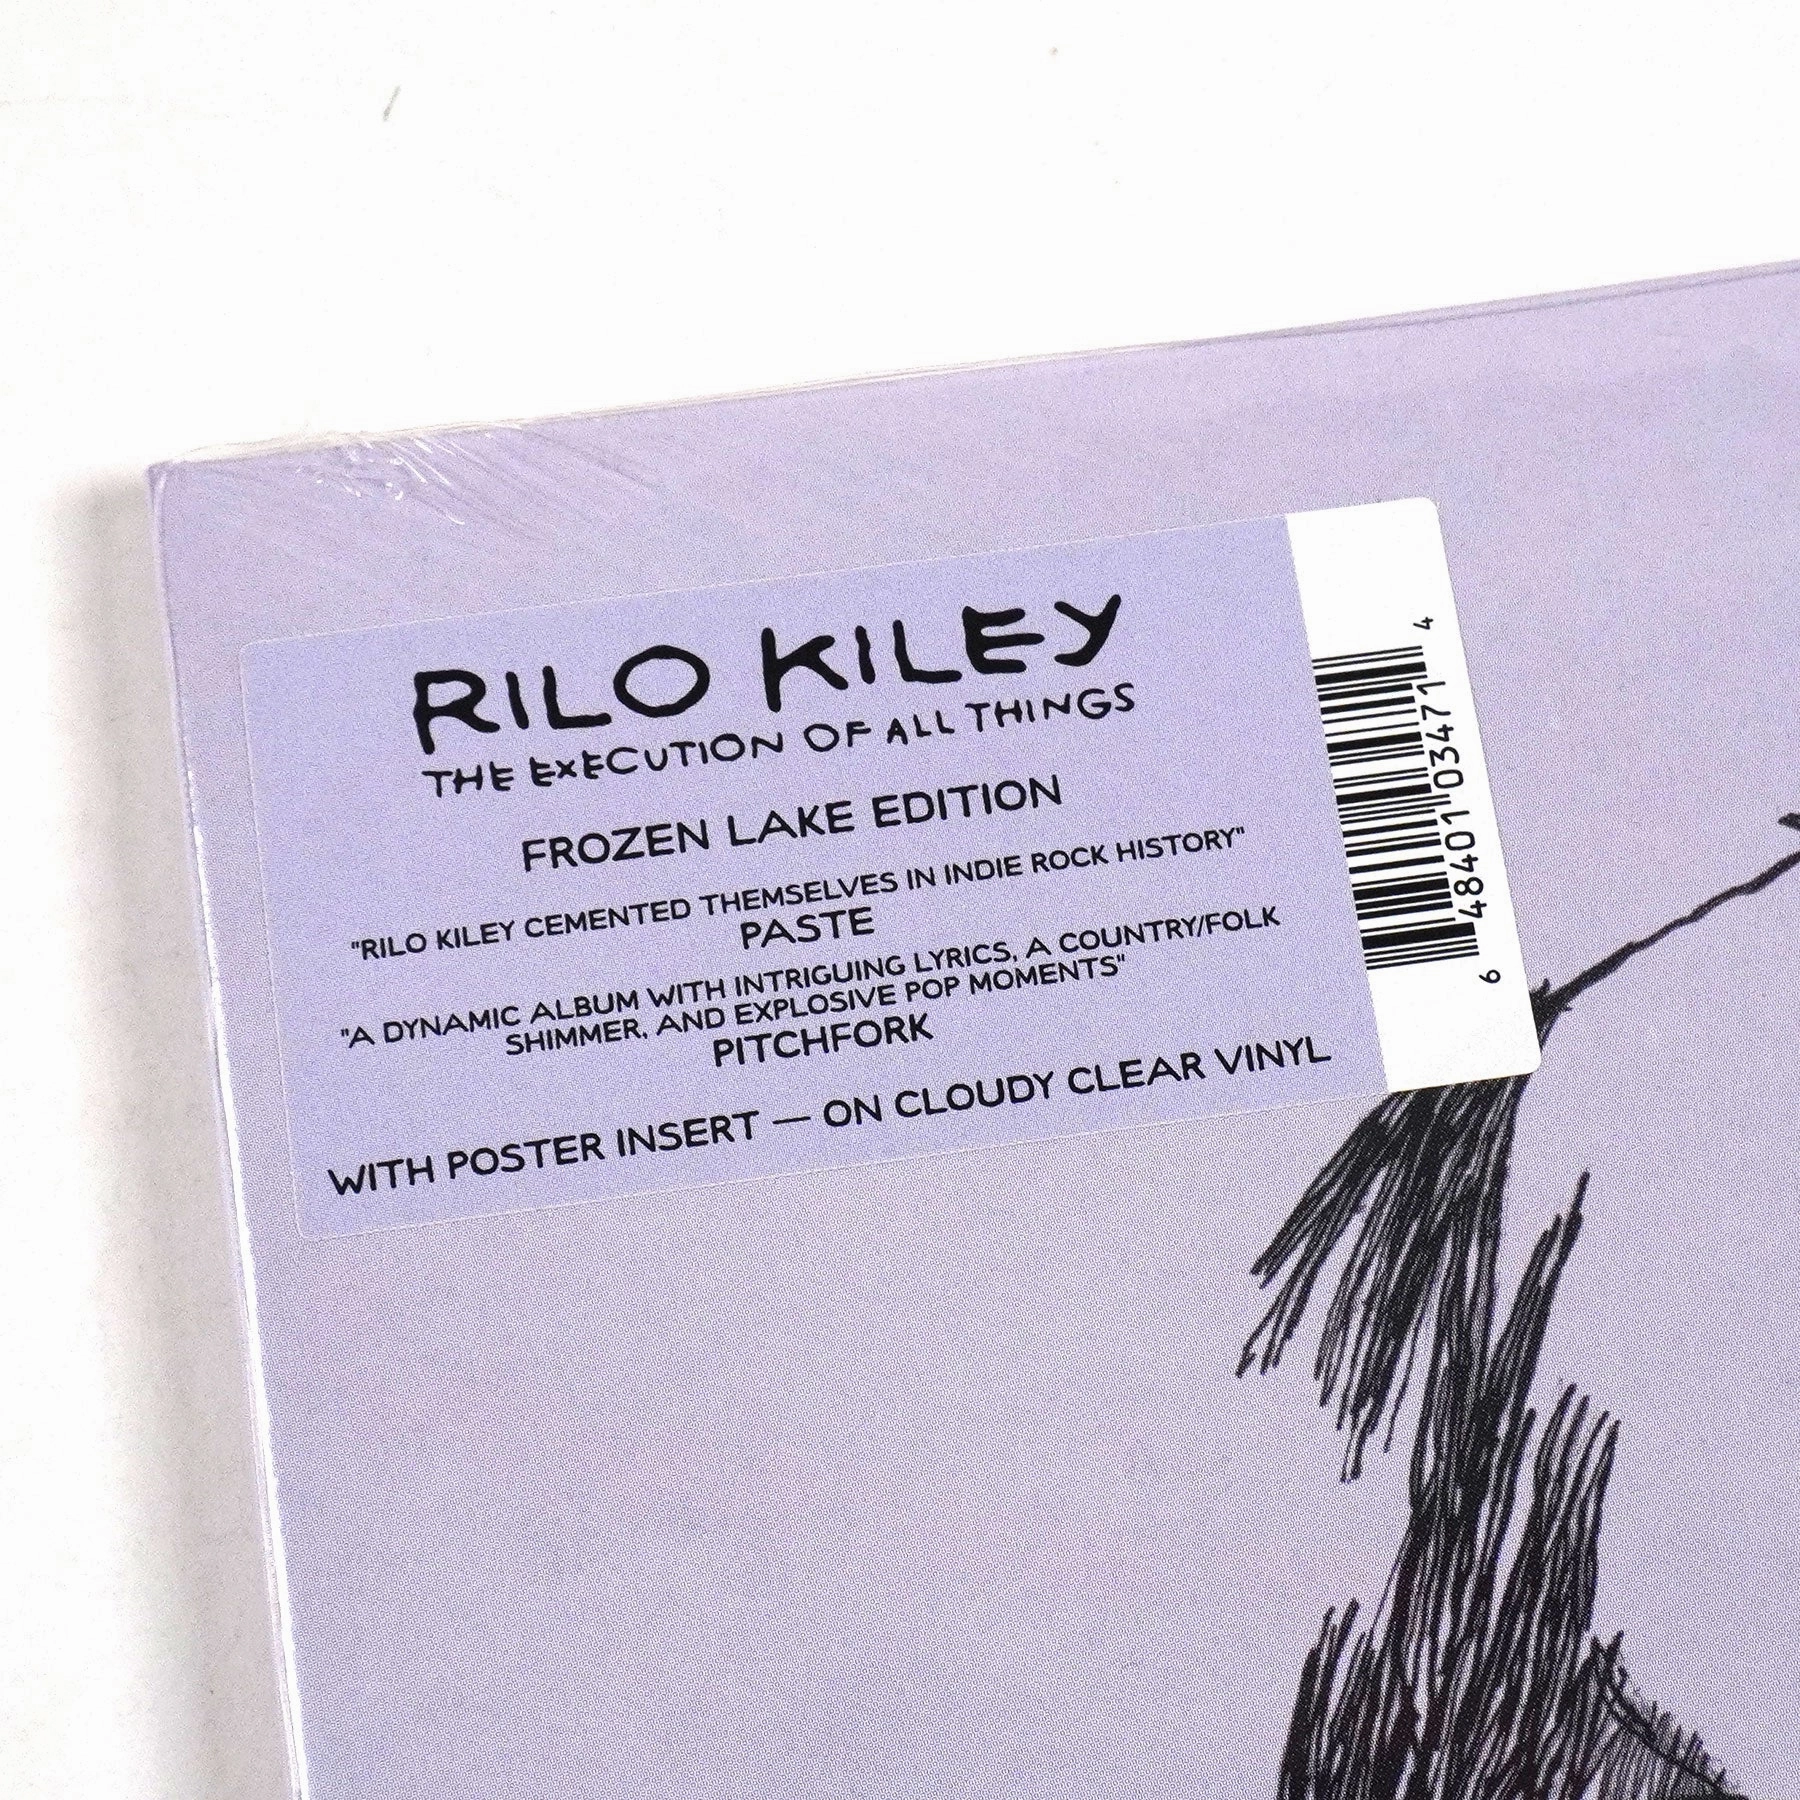 RILO KILEY
THE EXECUTION OF ALL THINGS
FROZEN LAKE EDITION
"RILO KILEY CEMENTED THEMSELVES IN INDIE ROCK HISTORY"
PASTE
"A DYNAMIC ALBUM WITH INTRIGUING LYRICS, A COUNTRY/FOLK
SHIMMER, AND EXPLOSIVE POP MOMENTS"
PITCHFORK
WITH POSTER INSERT — ON CLOUDY CLEAR VINYL
6 48401 03471 4